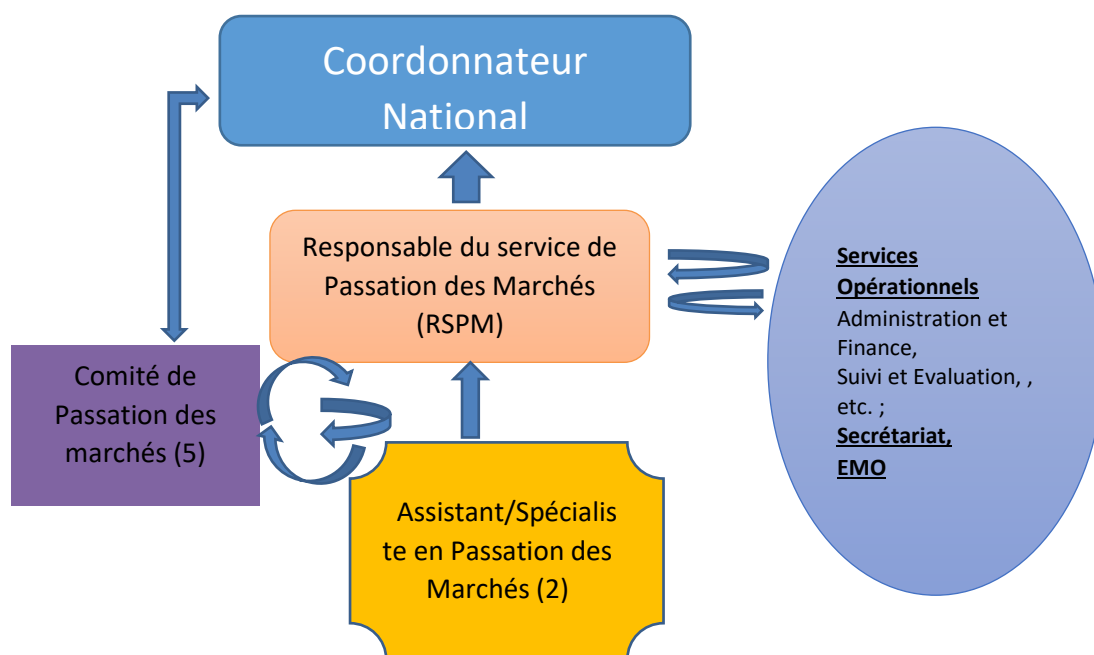 Coordonnateur
National
Responsable du service de
Passation des Marchés
(RSPM)
Services
Opérationnels
Administration et
Finance,
Suivi et Evaluation, ,
etc. ;
Secrétariat,
EMO
Comité de
Passation des
marchés (5)
Assistant/Spécialis
te en Passation des
Marchés (2)